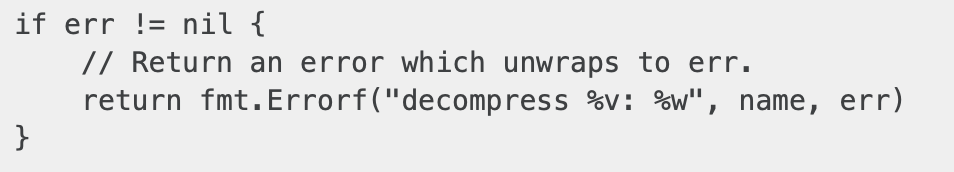 if err != nil {
    // Return an error which unwraps to err.
    return fmt.Errorf("decompress %v: %w", name, err)
}